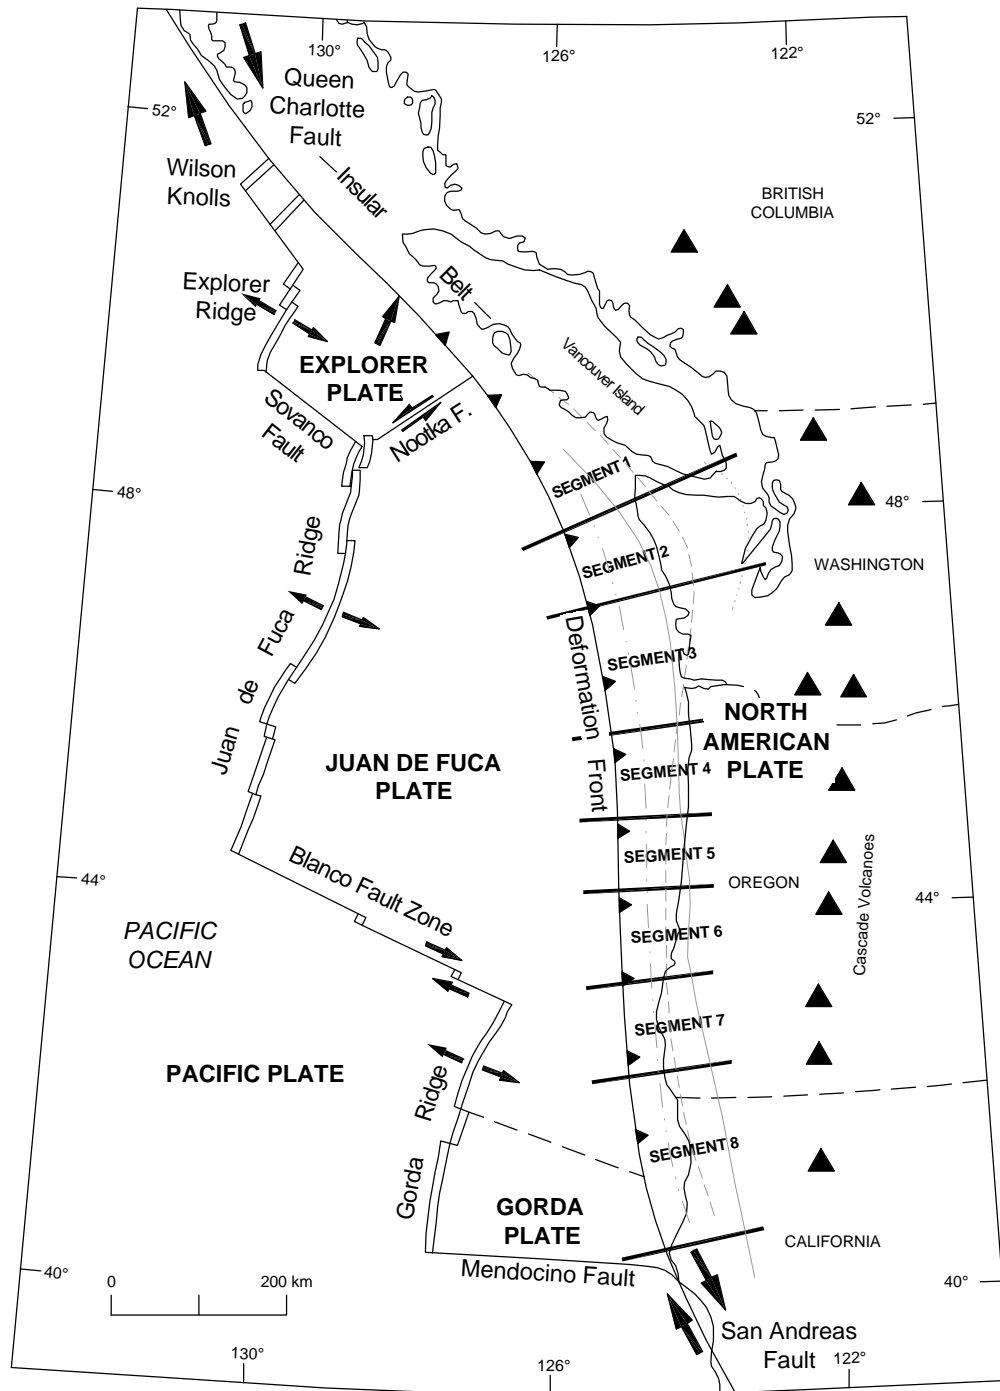 130°
126°
122°
Queen
Charlotte
Fault
52°
52°
Wilson
Knolls
Insular
BRITISH
COLUMBIA
Belt
Explorer
Ridge
Vancouver Island
EXPLORER
PLATE
Sovanco
Fault
Nootka F.
SEGMENT 1
48°
48°
Juan de Fuca Ridge
SEGMENT 2
WASHINGTON
Deformation Front
SEGMENT 3
NORTH
AMERICAN
PLATE
JUAN DE FUCA
PLATE
SEGMENT 4
SEGMENT 5
Blanco Fault Zone
OREGON
Cascade Volcanoes
44°
44°
PACIFIC
OCEAN
SEGMENT 6
SEGMENT 7
PACIFIC PLATE
Gorda Ridge
SEGMENT 8
GORDA
PLATE
CALIFORNIA
Mendocino Fault
40°
40°
0 200 km
San Andreas
Fault
130°
126°
122°